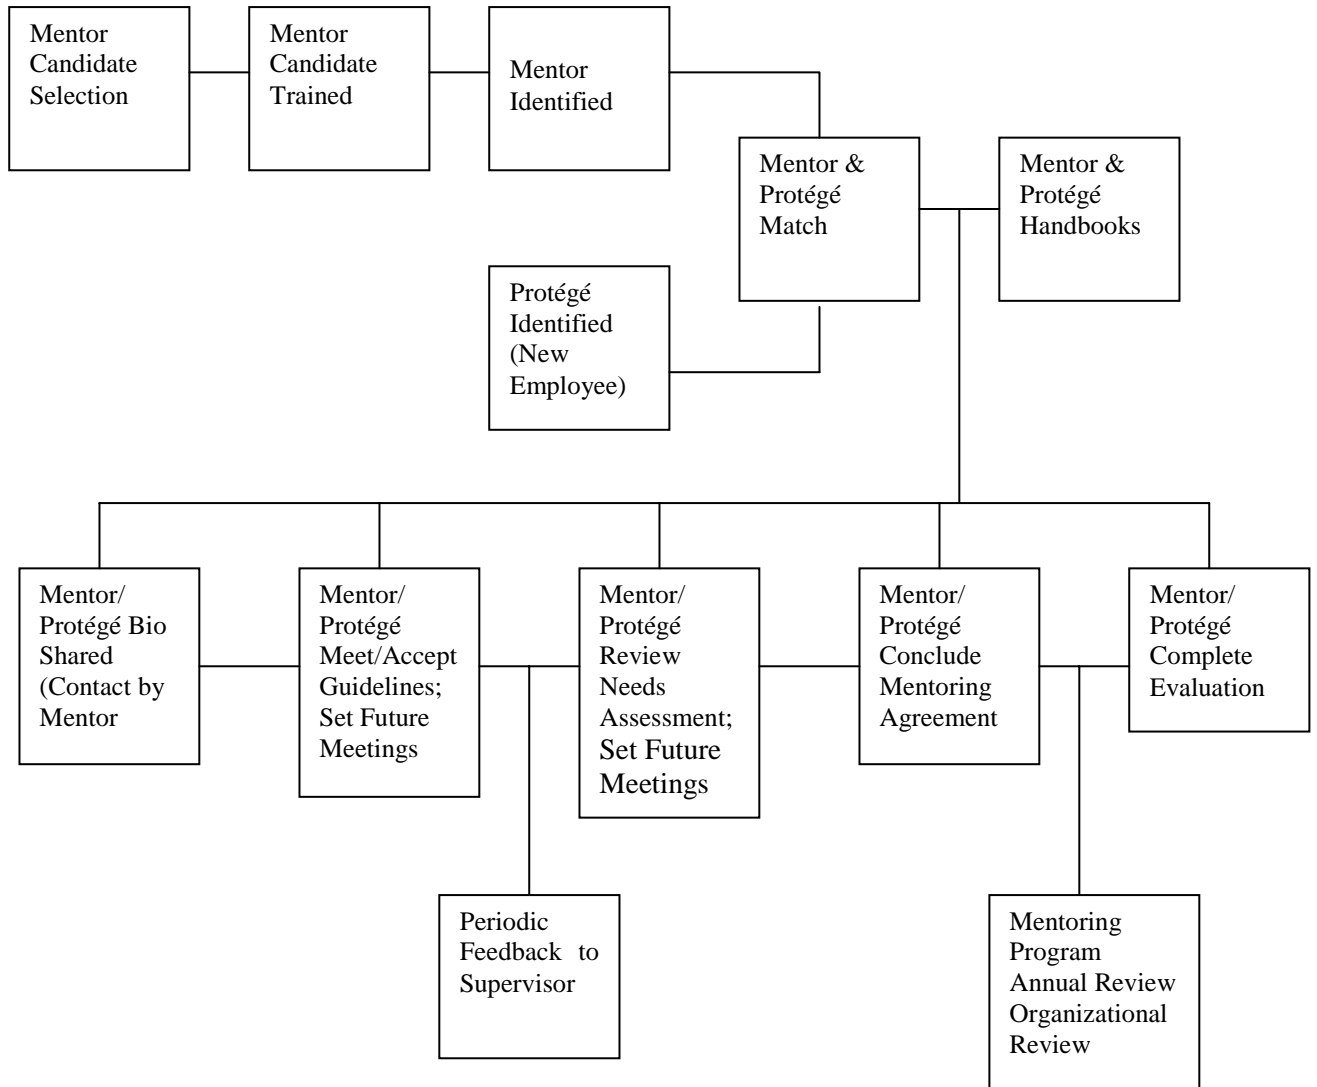 Mentor
Candidate
Selection
Mentor
Candidate
Trained
Mentor
Identified
Mentor &
Protégé
Match
Mentor &
Protégé
Handbooks
Protégé
Identified
(New
Employee)
Mentor/
Protégé Bio
Shared
(Contact by
Mentor
Mentor/
Protégé
Meet/Accept
Guidelines;
Set Future
Meetings
Mentor/
Protégé
Review
Needs
Assessment;
Set Future
Meetings
Mentor/
Protégé
Conclude
Mentoring
Agreement
Mentor/
Protégé
Complete
Evaluation
Periodic
Feedback to
Supervisor
Mentoring
Program
Annual Review
Organizational
Review